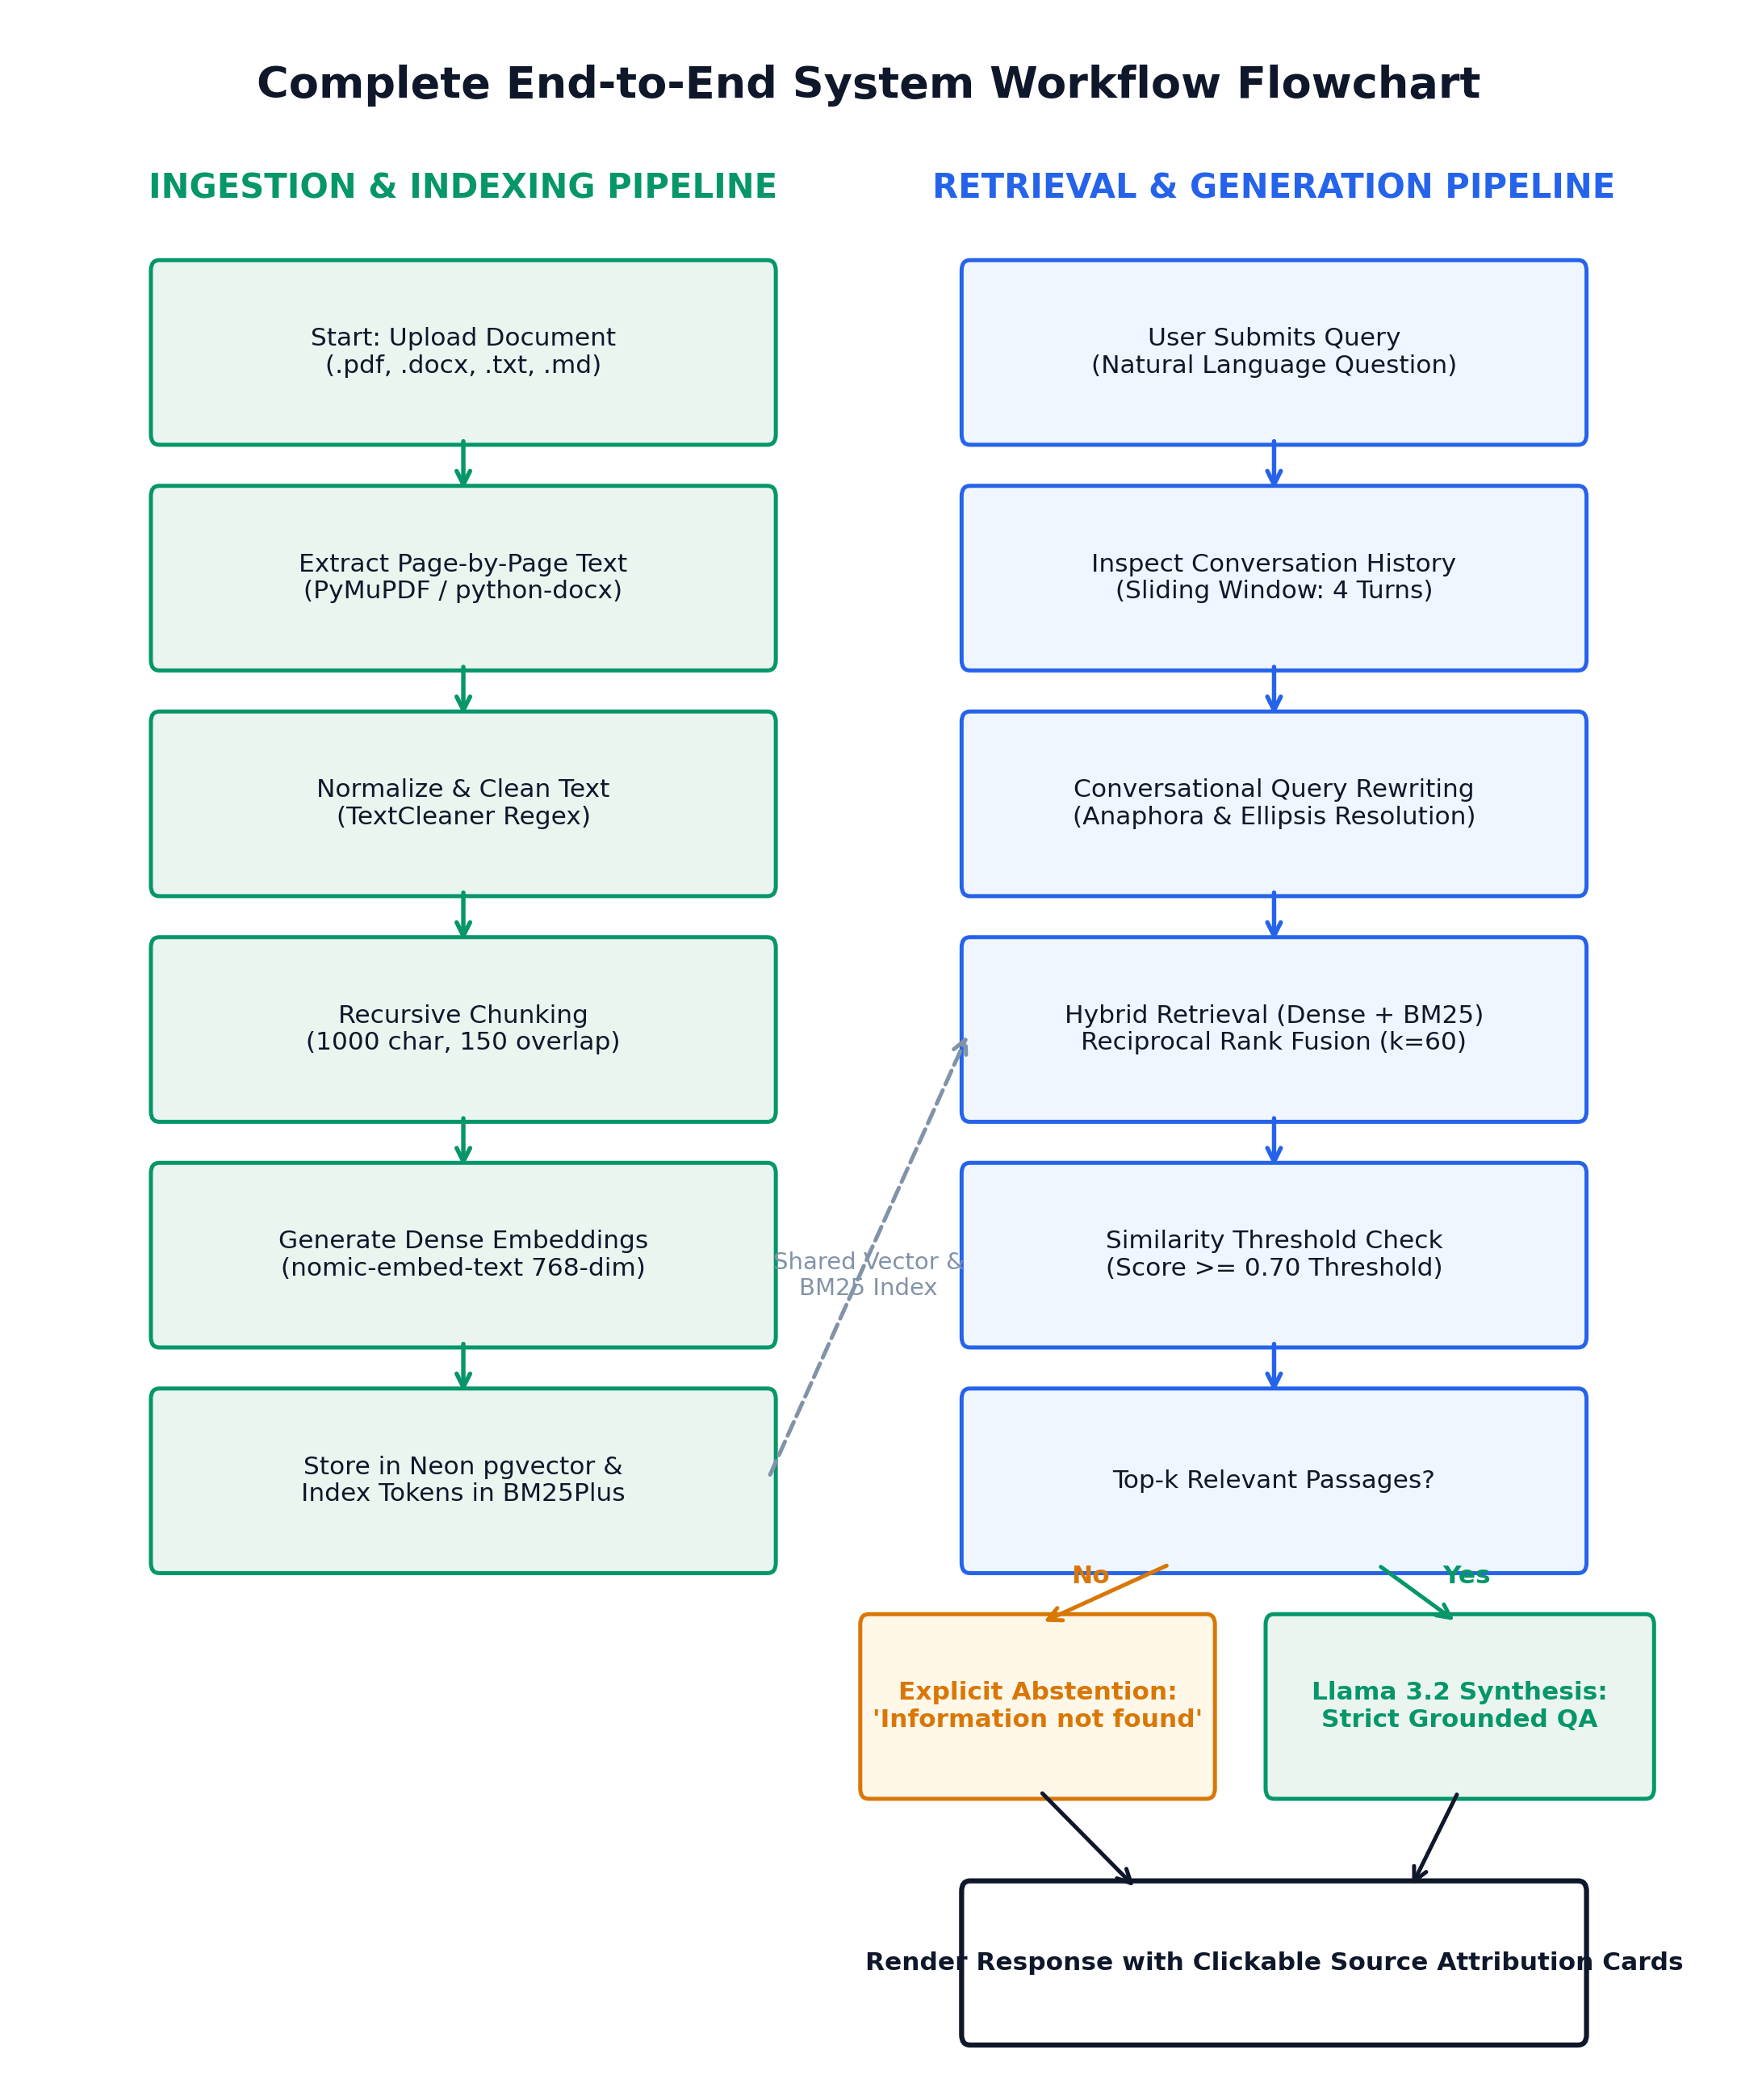 Complete End-to-End System Workflow Flowchart
INGESTION & INDEXING PIPELINE
Start: Upload Document
(.pdf, .docx, .txt, .md)
Extract Page-by-Page Text
(PyMuPDF / python-docx)
Normalize & Clean Text
(TextCleaner Regex)
Recursive Chunking
(1000 char, 150 overlap)
Generate Dense Embeddings
(nomic-embed-text 768-dim)
Store in Neon pgvector &
Index Tokens in BM25Plus
Shared Vector &
BM25 Index
RETRIEVAL & GENERATION PIPELINE
User Submits Query
(Natural Language Question)
Inspect Conversation History
(Sliding Window: 4 Turns)
Conversational Query Rewriting
(Anaphora & Ellipsis Resolution)
Hybrid Retrieval (Dense + BM25)
Reciprocal Rank Fusion (k=60)
Similarity Threshold Check
(Score >= 0.70 Threshold)
Top-k Relevant Passages?
No
Yes
Explicit Abstention:
'Information not found'
Llama 3.2 Synthesis:
Strict Grounded QA
Render Response with Clickable Source Attribution Cards